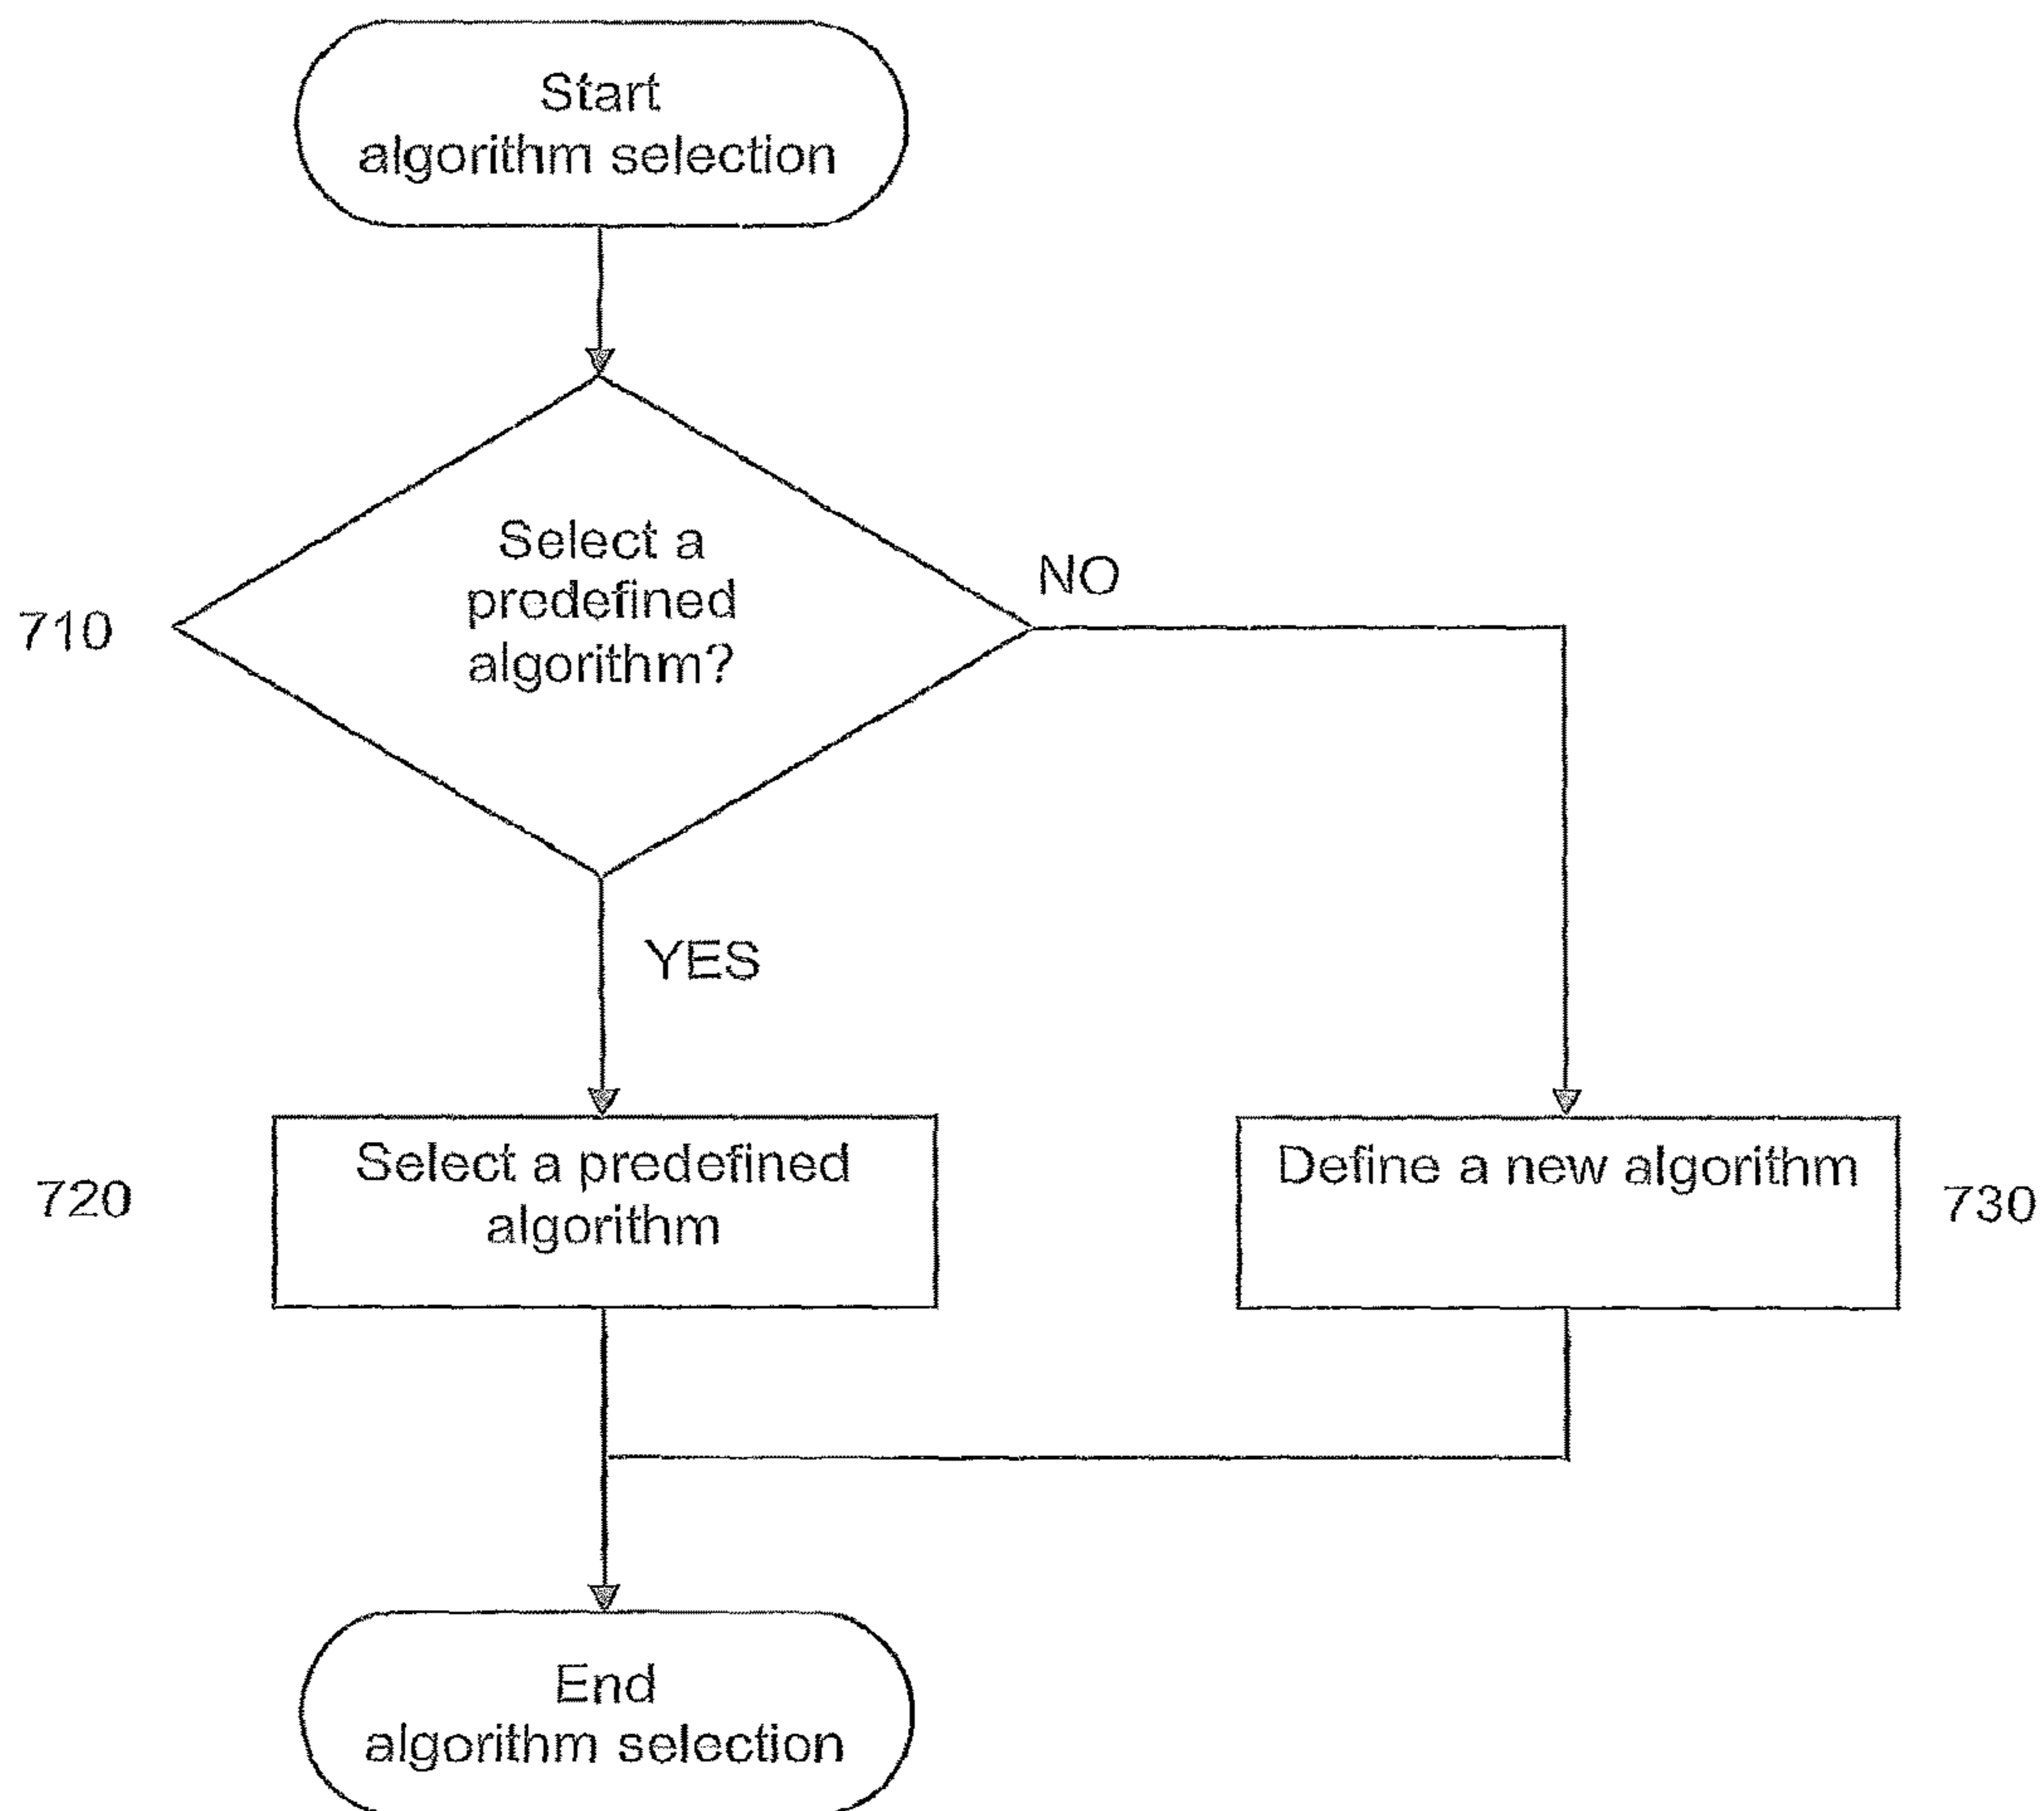 Start
algorithm selection
710
Select a
predefined
algorithm?
NO
YES
720
Select a predefined
algorithm
Define a new algorithm
730
End
algorithm selection